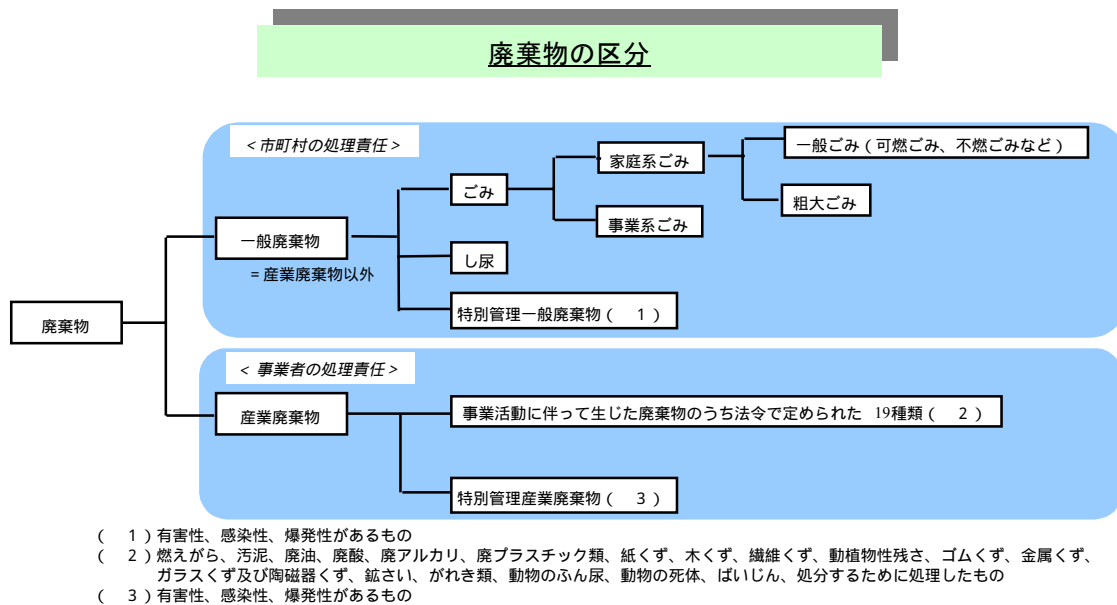 廃棄物の区分
<市町村の処理責任>
一般ごみ(可燃ごみ、不燃ごみなど)
家庭系ごみ
ごみ
粗大ごみ
事業系ごみ
一般廃棄物
し尿
=産業廃棄物以外
特別管理一般廃棄物( 1)
廃棄物
<事業者の処理責任>
産業廃棄物
事業活動に伴って生じた廃棄物のうち法令で定められた 19種類( 2)
特別管理産業廃棄物( 3)
( 1)有害性、感染性、爆発性があるもの
( 2)燃えがら、汚泥、廃油、廃酸、廃アルカリ、廃プラスチック類、紙くず、木くず、繊維くず、動植物性残さ、ゴムくず、金属くず、
ガラスくず及び陶磁器くず、鉱さい、がれき類、動物のふん尿、動物の死体、ばいじん、処分するために処理したもの
( 3)有害性、感染性、爆発性があるもの